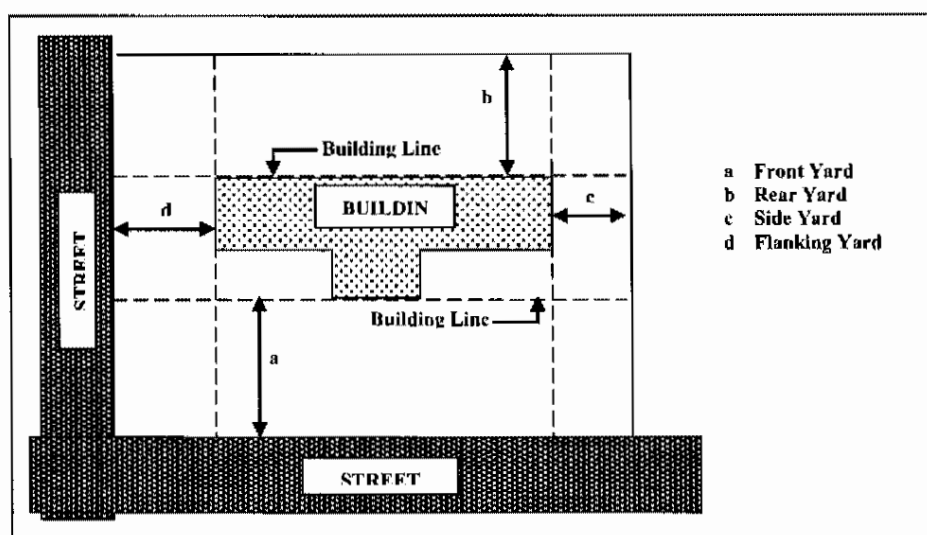 b
Building Line
a Front Yard
b Rear Yard
c Side Yard
d Flanking Yard
d
BUILDIN
c
STREET
Building Line
a
STREET